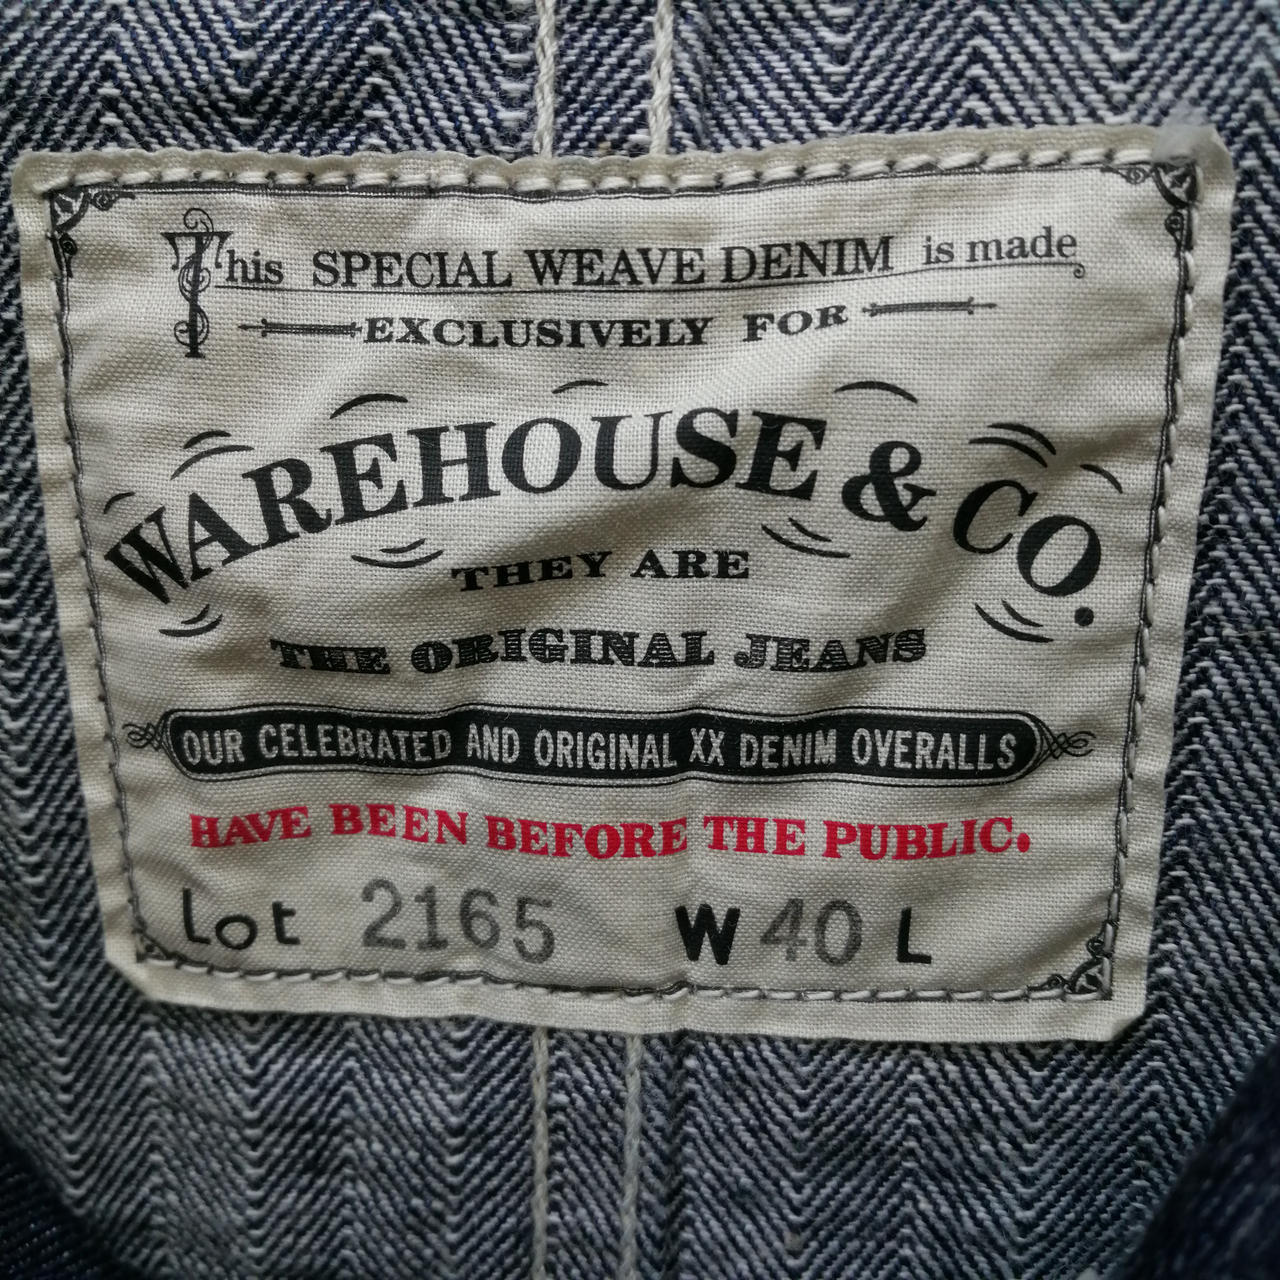 This SPECIAL WEAVE DENIM is made
EXCLUSIVELY FOR
WAREHOUSE & CO.
THEY ARE
THE ORIGINAL JEANS
OUR CELEBRATED AND ORIGINAL XX DENIM OVERALLS
HAVE BEEN BEFORE THE PUBLIC.
Lot 2165 W 40 L